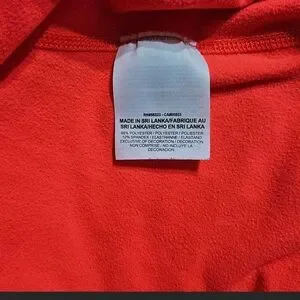 MADE IN SRI LANKA/FABRIQUE AU
SRI LANKA/HECHO EN SRI LANKA
88% POLYESTER / POLYESTER / POLIESTER
12% SPANDEX / ELASTHANNE / ELASTANO
EXCLUSIVE OF DECORATION / DECORATION
NON COMPRISE - NO INCLUYE LA
DECORACION